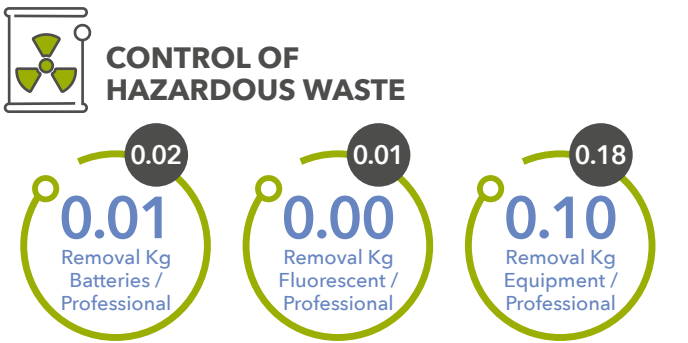 CONTROL OF
HAZARDOUS WASTE
0.02
0.01
Removal Kg
Batteries /
Professional
0.01
0.00
Removal Kg
Fluorescent /
Professional
0.18
0.10
Removal Kg
Equipment /
Professional